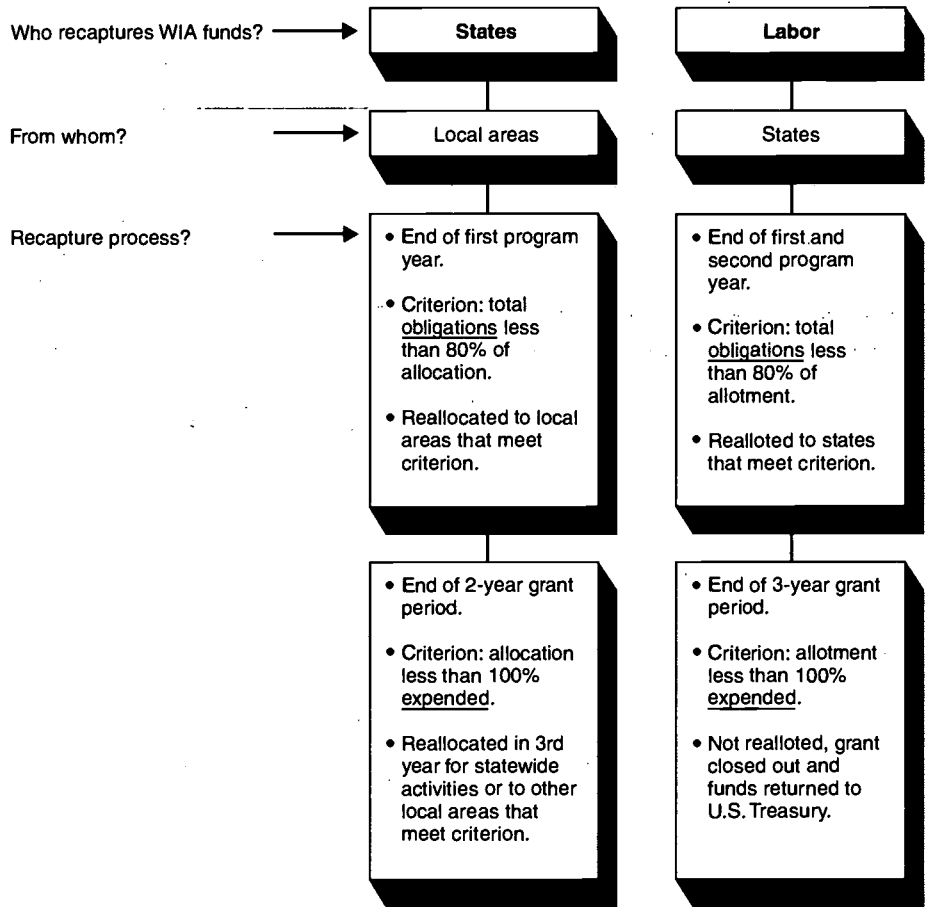 Who recaptures WIA funds?
States
Labor
From whom?
Local areas
States
Recapture process?
• End of first program
year.
• Criterion: total
obligations less
than 80% of
allocation.
• Reallocated to local
areas that meet
criterion.
• End of first and
second program
year.
• Criterion: total
obligations less
than 80% of
allotment.
• Realloted to states
that meet criterion.
• End of 2-year grant
period.
• Criterion: allocation
less than 100%
expended.
• Reallocated in 3rd
year for statewide
activities or to other
local areas that
meet criterion.
• End of 3-year grant
period.
• Criterion: allotment
less than 100%
expended.
• Not realloted, grant
closed out and
funds returned to
U.S. Treasury.